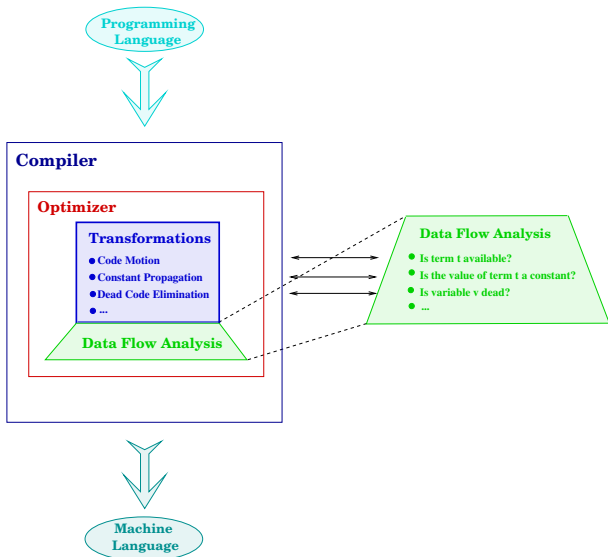 Programming
Language
Compiler
Optimizer
Transformations
● Code Motion
● Constant Propagation
● Dead Code Elimination
● ...
Data Flow Analysis
Data Flow Analysis
● Is term t available?
● Is the value of term t a constant?
● Is variable v dead?
● ...
Machine
Language